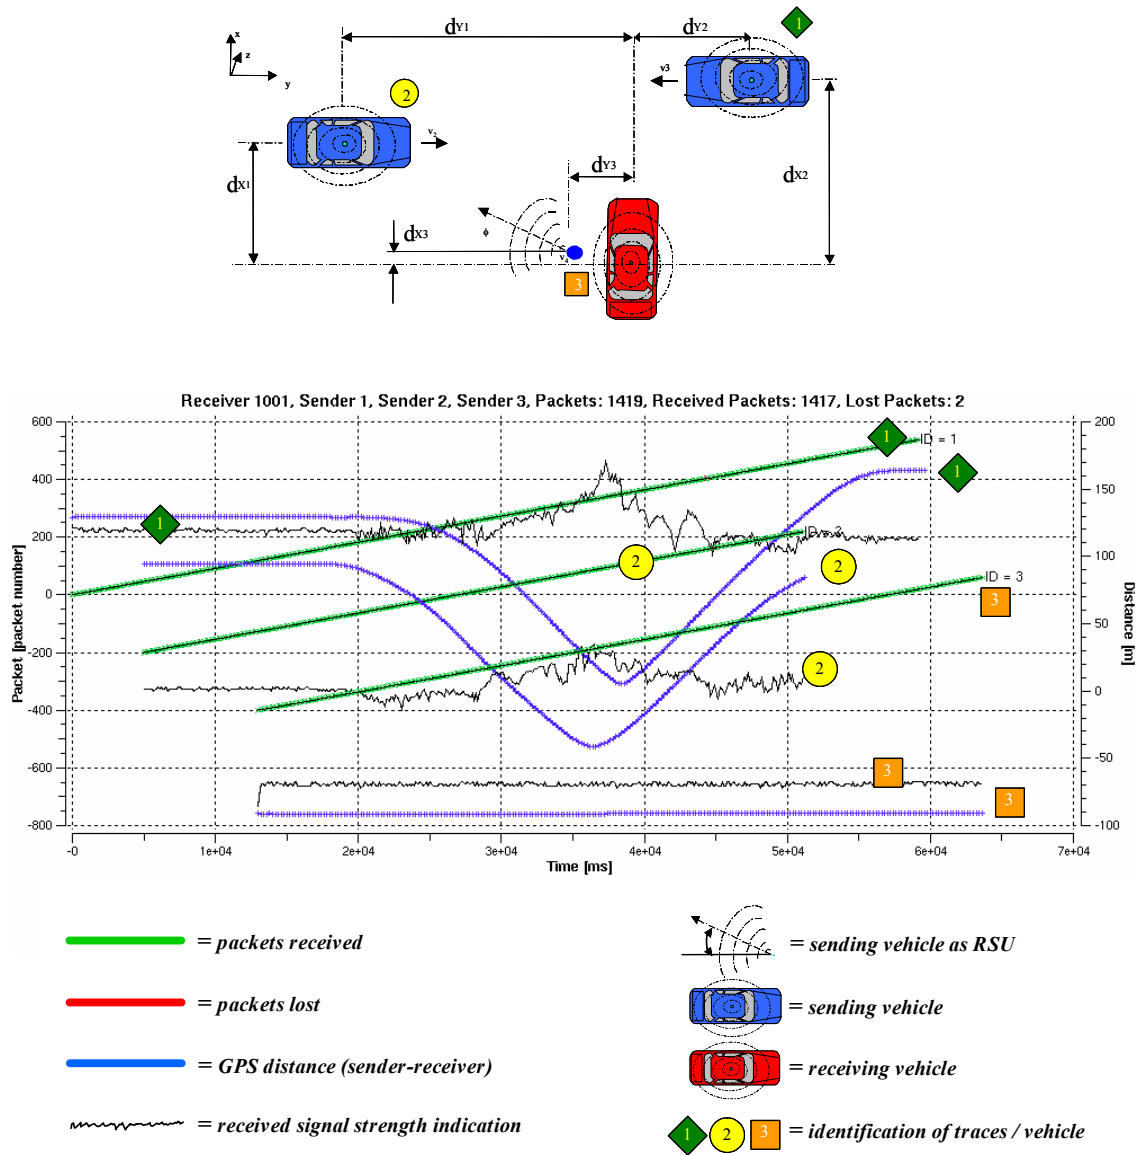 dY1
dY2
1
x
z
y
2
v3
v2
dY3
dX1
dX2
dX3
ϕ
v
3
Receiver 1001, Sender 1, Sender 2, Sender 3, Packets: 1419, Received Packets: 1417, Lost Packets: 2
600
400
200
0
-200
-400
-600
-800
Packet [packet number]
200
150
100
50
0
-50
-100
Distance [m]
1
ID = 1
1
1
ID = 2
2
2
ID = 3
3
2
3
3
-0
1e+04
2e+04
3e+04
4e+04
5e+04
6e+04
7e+04
Time [ms]
= packets received
= sending vehicle as RSU
= packets lost
= sending vehicle
= GPS distance (sender-receiver)
= receiving vehicle
= received signal strength indication
1 2 3 = identification of traces / vehicle